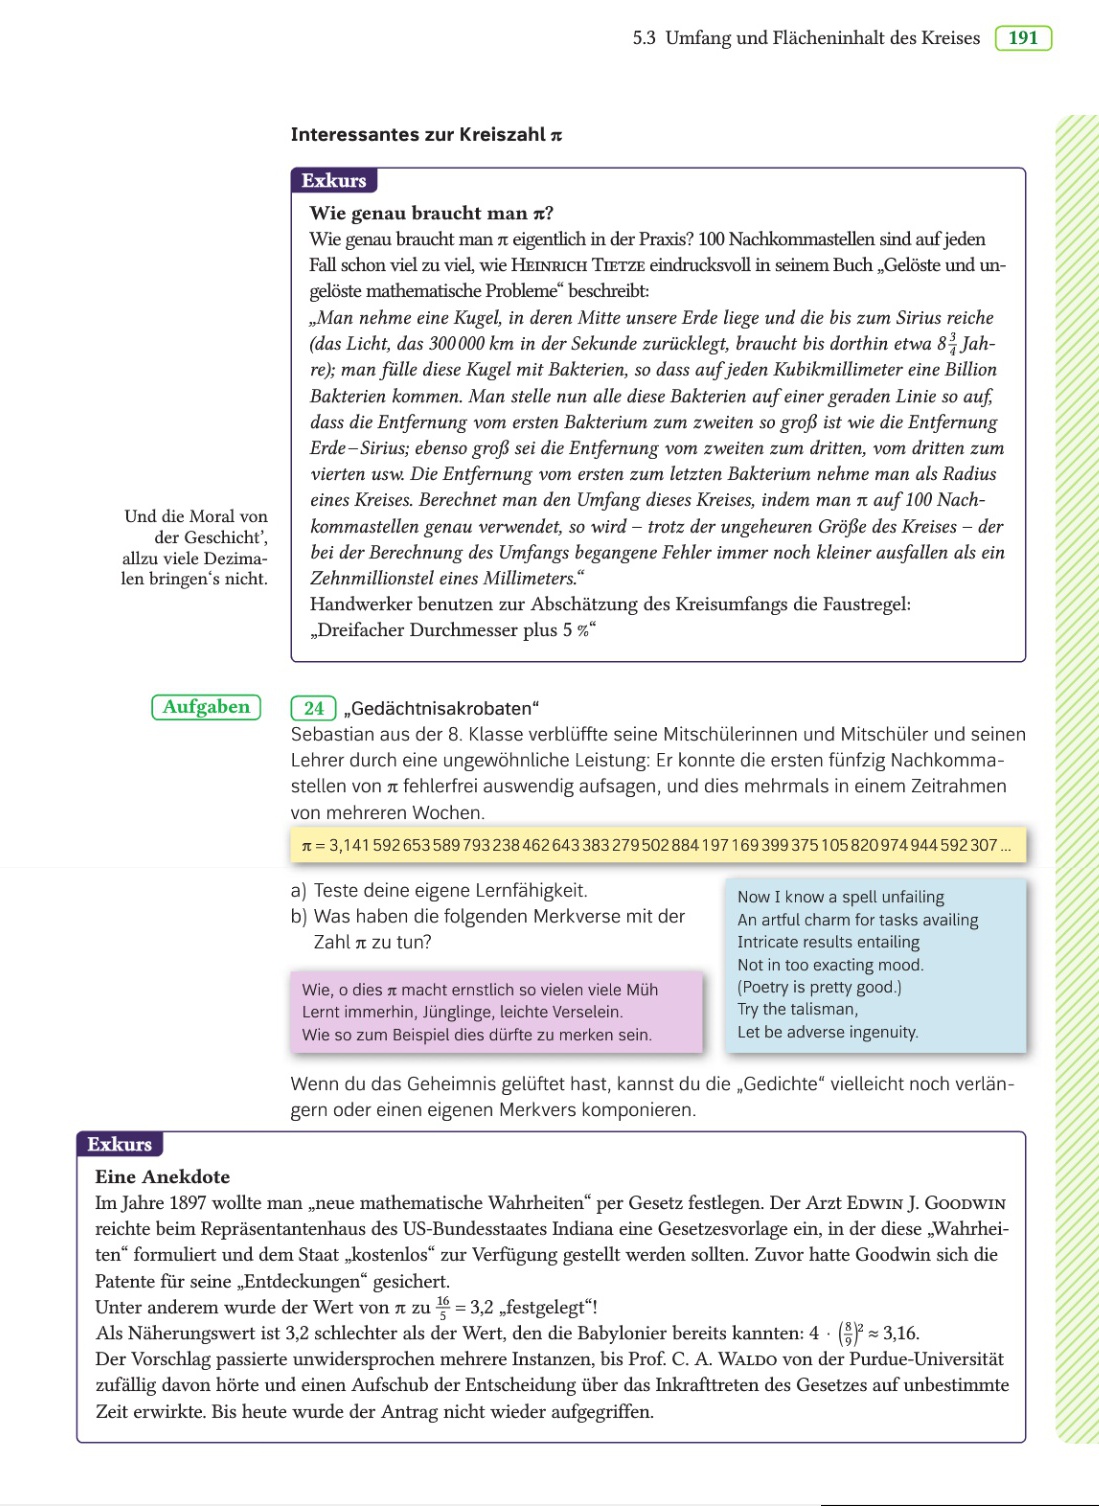 5.3 Umfang und Flächeninhalt des Kreises 191
Interessantes zur Kreiszahl π
Exkurs
Wie genau braucht man π?
Wie genau braucht man π eigentlich in der Praxis? 100 Nachkommastellen sind auf jeden
Fall schon viel zu viel, wie HEINRICH TIETZE eindrucksvoll in seinem Buch „Gelöste und un-
gelöste mathematische Probleme“ beschreibt:
„Man nehme eine Kugel, in deren Mitte unsere Erde liege und die bis zum Sirius reiche
(das Licht, das 300 000 km in der Sekunde zurücklegt, braucht bis dorthin etwa 8 3/4 Jah-
re); man fülle diese Kugel mit Bakterien, so dass auf jeden Kubikmillimeter eine Billion
Bakterien kommen. Man stelle nun alle diese Bakterien auf einer geraden Linie so auf,
dass die Entfernung vom ersten Bakterium zum zweiten so groß ist wie die Entfernung
Erde – Sirius; ebenso groß sei die Entfernung vom zweiten zum dritten, vom dritten zum
vierten usw. Die Entfernung vom ersten zum letzten Bakterium nehme man als Radius
eines Kreises. Berechnet man den Umfang dieses Kreises, indem man π auf 100 Nach-
kommastellen genau verwendet, so wird – trotz der ungeheuren Größe des Kreises – der
bei der Berechnung des Umfangs begangene Fehler immer noch kleiner ausfallen als ein
Zehnmillionstel eines Millimeters.“
Handwerker benutzen zur Abschätzung des Kreisumfangs die Faustregel:
„Dreifacher Durchmesser plus 5 %“
Und die Moral von
der Geschicht’,
allzu viele Dezima-
len bringen‘s nicht.
Aufgaben
24 „Gedächtnisakrobaten“
Sebastian aus der 8. Klasse verblüffte seine Mitschülerinnen und Mitschüler und seinen
Lehrer durch eine ungewöhnliche Leistung: Er konnte die ersten fünfzig Nachkomma-
stellen von π fehlerfrei auswendig aufsagen, und dies mehrmals in einem Zeitrahmen
von mehreren Wochen.
π = 3,141 592 653 589 793 238 462 643 383 279 502 884 197 169 399 375 105 820 974 944 592 307 ...
a) Teste deine eigene Lernfähigkeit.
b) Was haben die folgenden Merkverse mit der
Zahl π zu tun?
Wie, o dies π macht ernstlich so vielen viele Müh
Lernt immerhin, Jünglinge, leichte Verselein.
Wie so zum Beispiel dies dürfte zu merken sein.
Now I know a spell unfailing
An artful charm for tasks availing
Intricate results entailing
Not in too exacting mood.
(Poetry is pretty good.)
Try the talisman,
Let be adverse ingenuity.
Wenn du das Geheimnis gelüftet hast, kannst du die „Gedichte“ vielleicht noch verlän-
gern oder einen eigenen Merkvers komponieren.
Exkurs
Eine Anekdote
Im Jahre 1897 wollte man „neue mathematische Wahrheiten“ per Gesetz festlegen. Der Arzt EDWIN J. GOODWIN
reichte beim Repräsentantenhaus des US-Bundesstaates Indiana eine Gesetzesvorlage ein, in der diese „Wahrhei-
ten“ formuliert und dem Staat „kostenlos“ zur Verfügung gestellt werden sollten. Zuvor hatte Goodwin sich die
Patente für seine „Entdeckungen“ gesichert.
Unter anderem wurde der Wert von π zu 16/5 = 3,2 „festgelegt“!
Als Näherungswert ist 3,2 schlechter als der Wert, den die Babylonier bereits kannten: 4 · (8/9)² ≈ 3,16.
Der Vorschlag passierte unwidersprochen mehrere Instanzen, bis Prof. C. A. WALDO von der Purdue-Universität
zufällig davon hörte und einen Aufschub der Entscheidung über das Inkrafttreten des Gesetzes auf unbestimmte
Zeit erwirkte. Bis heute wurde der Antrag nicht wieder aufgegriffen.